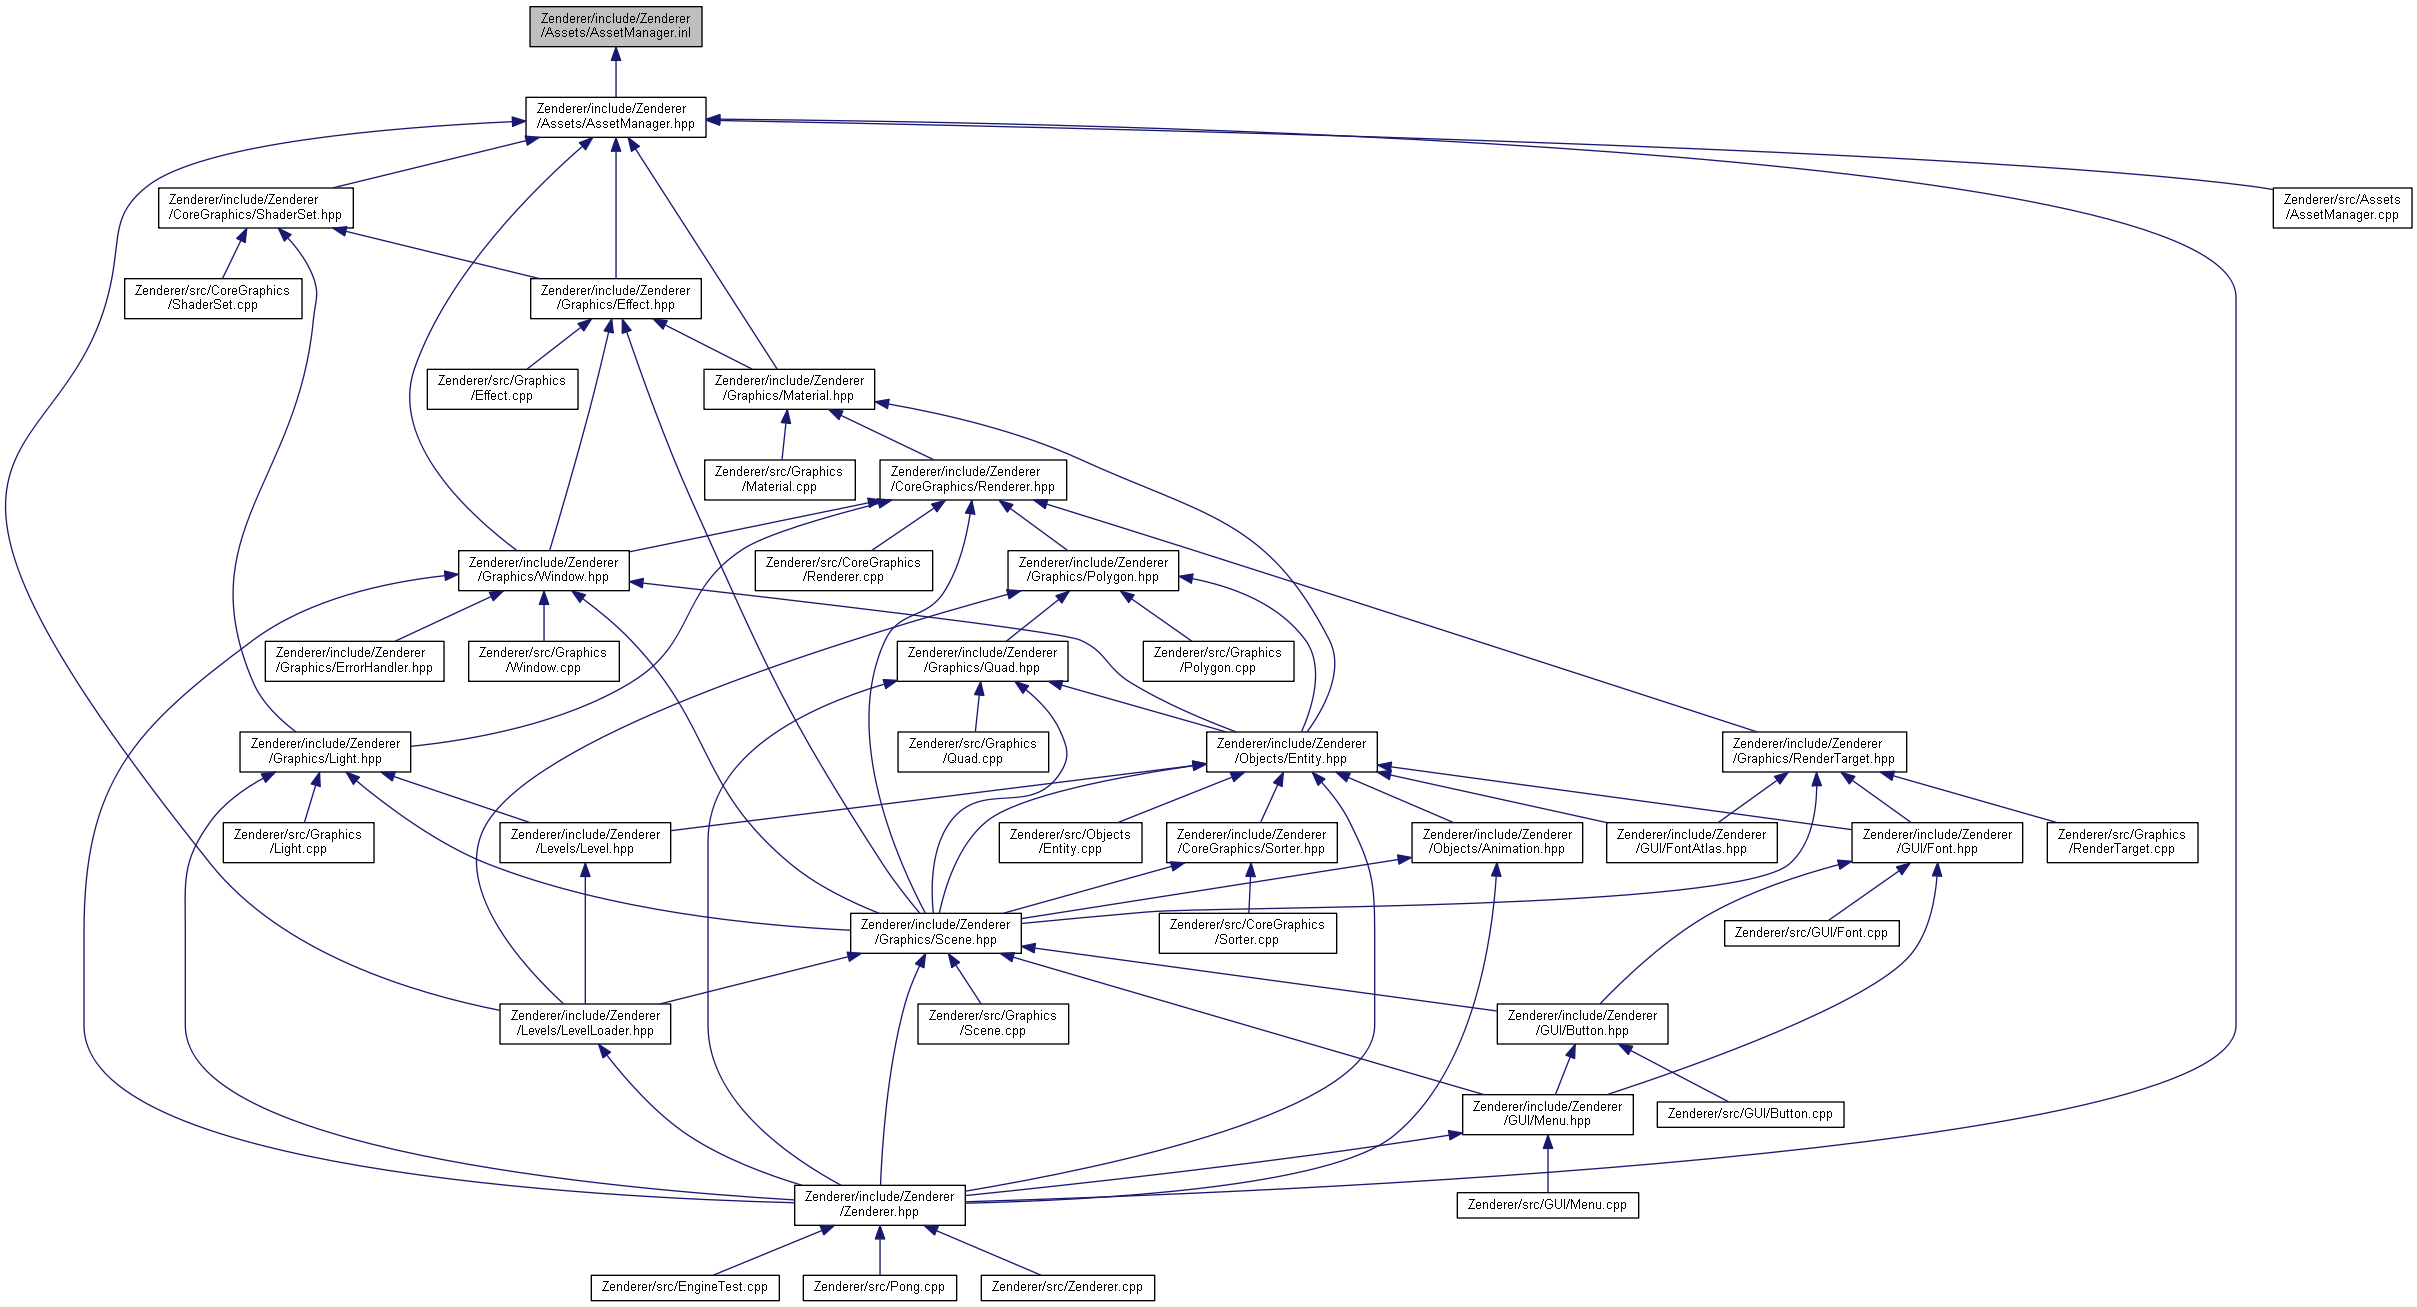 Zenderer/include/Zenderer
/Assets/AssetManager.inl
Zenderer/include/Zenderer
/Assets/AssetManager.hpp
Zenderer/include/Zenderer
/CoreGraphics/ShaderSet.hpp
Zenderer/src/Assets
/AssetManager.cpp
Zenderer/src/CoreGraphics
/ShaderSet.cpp
Zenderer/include/Zenderer
/Graphics/Effect.hpp
Zenderer/src/Graphics
/Effect.cpp
Zenderer/include/Zenderer
/Graphics/Material.hpp
Zenderer/src/Graphics
/Material.cpp
Zenderer/include/Zenderer
/CoreGraphics/Renderer.hpp
Zenderer/include/Zenderer
/Graphics/Window.hpp
Zenderer/src/CoreGraphics
/Renderer.cpp
Zenderer/include/Zenderer
/Graphics/Polygon.hpp
Zenderer/include/Zenderer
/Graphics/ErrorHandler.hpp
Zenderer/src/Graphics
/Window.cpp
Zenderer/include/Zenderer
/Graphics/Quad.hpp
Zenderer/src/Graphics
/Polygon.cpp
Zenderer/include/Zenderer
/Graphics/Light.hpp
Zenderer/src/Graphics
/Quad.cpp
Zenderer/include/Zenderer
/Objects/Entity.hpp
Zenderer/include/Zenderer
/Graphics/RenderTarget.hpp
Zenderer/src/Graphics
/Light.cpp
Zenderer/include/Zenderer
/Levels/Level.hpp
Zenderer/src/Objects
/Entity.cpp
Zenderer/include/Zenderer
/CoreGraphics/Sorter.hpp
Zenderer/include/Zenderer
/Objects/Animation.hpp
Zenderer/include/Zenderer
/GUI/FontAtlas.hpp
Zenderer/include/Zenderer
/GUI/Font.hpp
Zenderer/src/Graphics
/RenderTarget.cpp
Zenderer/include/Zenderer
/Graphics/Scene.hpp
Zenderer/src/CoreGraphics
/Sorter.cpp
Zenderer/src/GUI/Font.cpp
Zenderer/include/Zenderer
/Levels/LevelLoader.hpp
Zenderer/src/Graphics
/Scene.cpp
Zenderer/include/Zenderer
/GUI/Button.hpp
Zenderer/include/Zenderer
/GUI/Menu.hpp
Zenderer/src/GUI/Button.cpp
Zenderer/include/Zenderer
/Zenderer.hpp
Zenderer/src/GUI/Menu.cpp
Zenderer/src/EngineTest.cpp
Zenderer/src/Pong.cpp
Zenderer/src/Zenderer.cpp